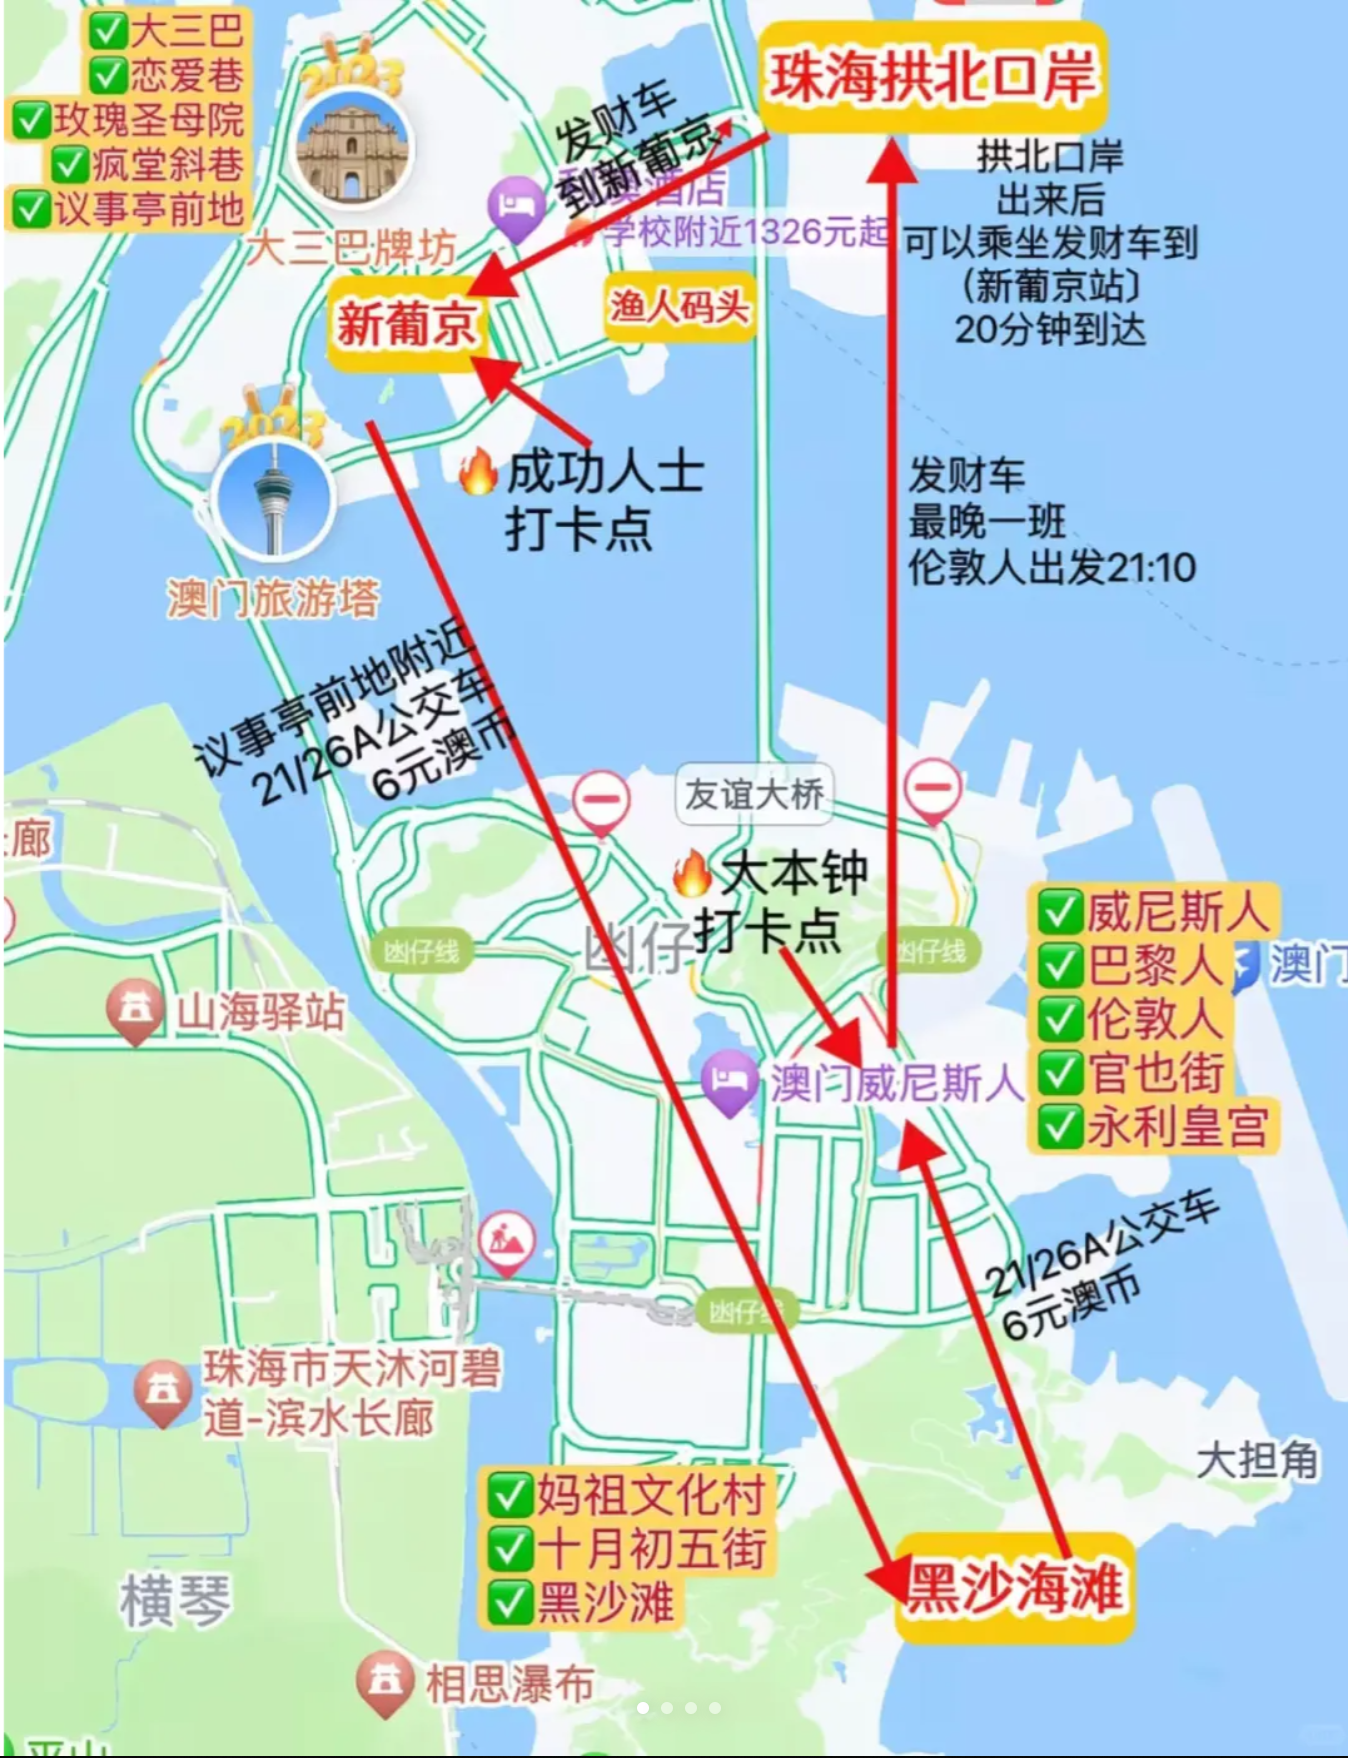 大三巴
恋爱巷
玫瑰圣母院
疯堂斜巷
议事亭前地
2023
大三巴牌坊
发财车
到新葡京
酒店
学校附近1326元起
珠海拱北口岸
拱北口岸
出来后
可以乘坐发财车到
(新葡京站)
20分钟到达
新葡京
渔人码头
2023
澳门旅游塔
成功人士
打卡点
发财车
最晚一班
伦敦人出发21:10
议事亭前地附近
21/26A公交车
6元澳币
友谊大桥
大本钟
打卡点
廊
氹仔线
氹仔
氹仔线
山海驿站
澳门威尼斯人
威尼斯人
巴黎人
伦敦人
官也街
永利皇宫
澳门
21/26A公交车
6元澳币
氹仔线
珠海市天沐河碧
道-滨水长廊
大担角
妈祖文化村
十月初五街
黑沙滩
黑沙海滩
横琴
相思瀑布